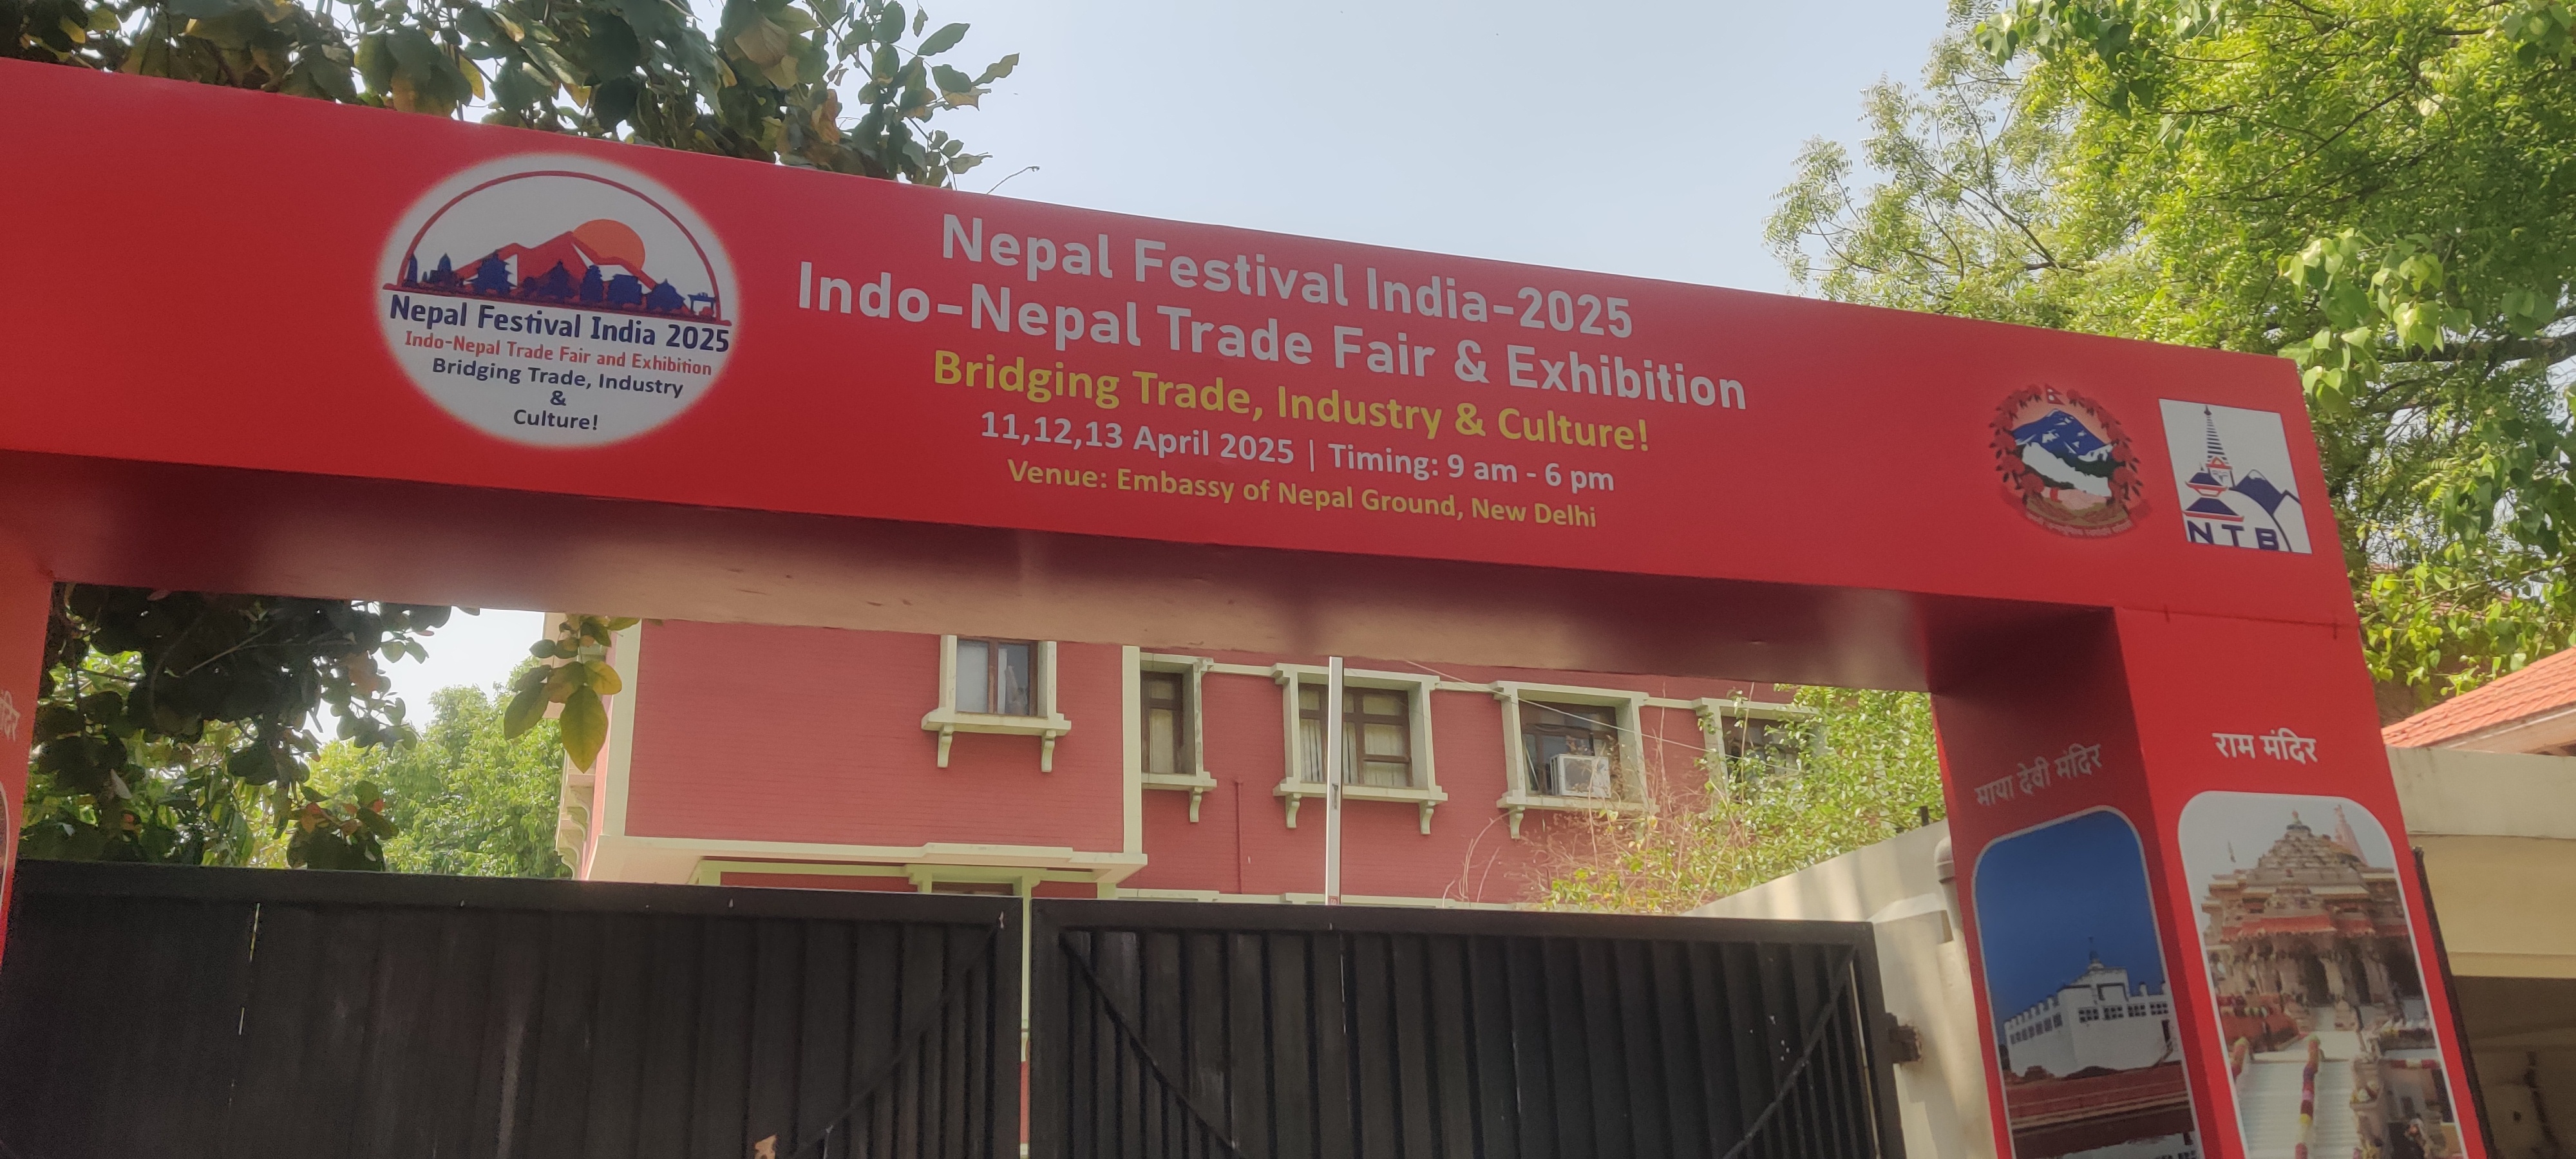 Nepal Festival India 2025
Indo-Nepal Trade Fair and Exhibition
Bridging Trade, Industry
&
Culture!
Nepal Festival India-2025
Indo-Nepal Trade Fair & Exhibition
Bridging Trade, Industry & Culture!
11,12,13 April 2025 | Timing: 9 am - 6 pm
Venue: Embassy of Nepal Ground, New Delhi
NTB
माया देवी मंदिर
राम मंदिर